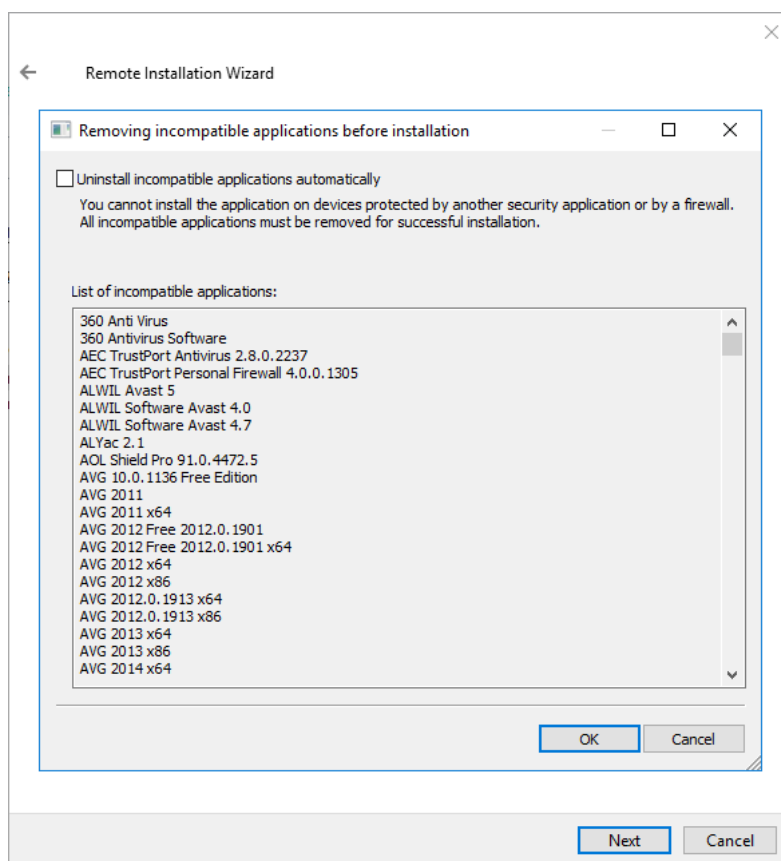 Remote Installation Wizard
Removing incompatible applications before installation
Uninstall incompatible applications automatically
You cannot install the application on devices protected by another security application or by a firewall.
All incompatible applications must be removed for successful installation.
List of incompatible applications:
360 Anti Virus
360 Antivirus Software
AEC TrustPort Antivirus 2.8.0.2237
AEC TrustPort Personal Firewall 4.0.0.1305
ALWIL Avast 5
ALWIL Software Avast 4.0
ALWIL Software Avast 4.7
ALYac 2.1
AOL Shield Pro 91.0.4472.5
AVG 10.0.1136 Free Edition
AVG 2011
AVG 2011 x64
AVG 2012 Free 2012.0.1901
AVG 2012 Free 2012.0.1901 x64
AVG 2012 x64
AVG 2012 x86
AVG 2012.0.1913 x64
AVG 2012.0.1913 x86
AVG 2013 x64
AVG 2013 x86
AVG 2014 x64
OK Cancel
Next Cancel